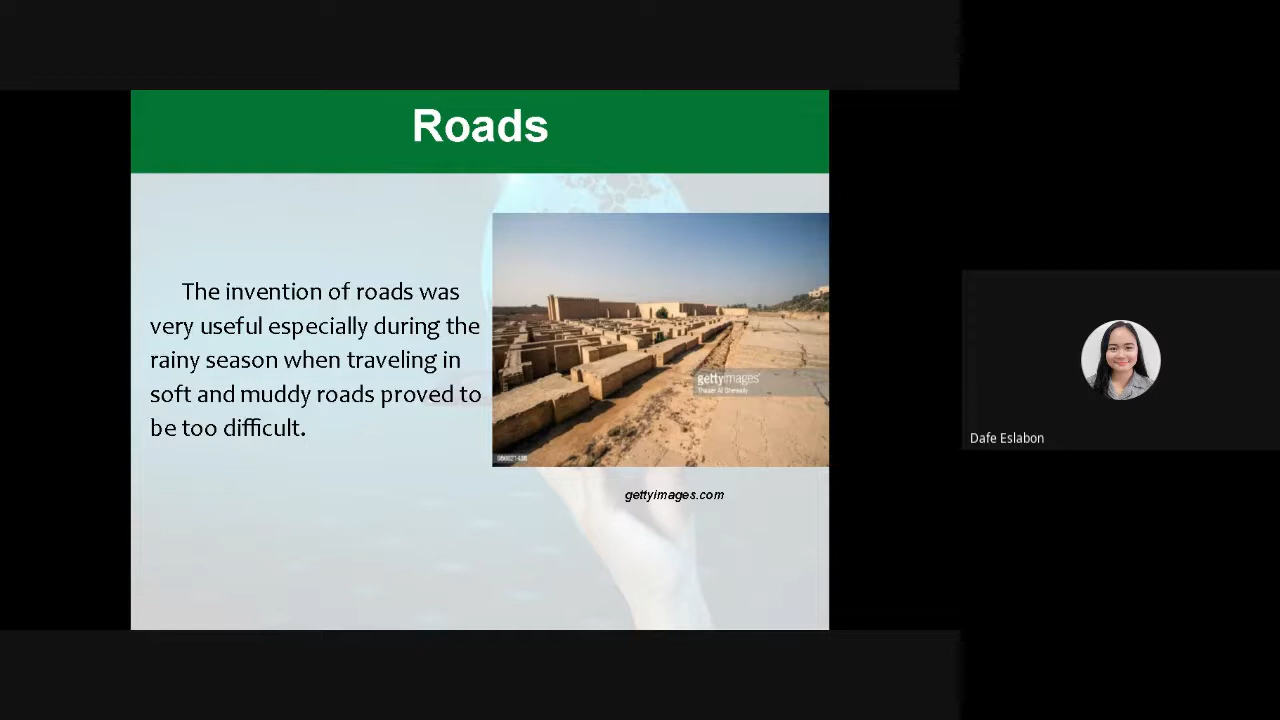 Roads
The invention of roads was
very useful especially during the
rainy season when traveling in
soft and muddy roads proved to
be too difficult.
gettyimages
gettyimages.com
Dafe Eslabon